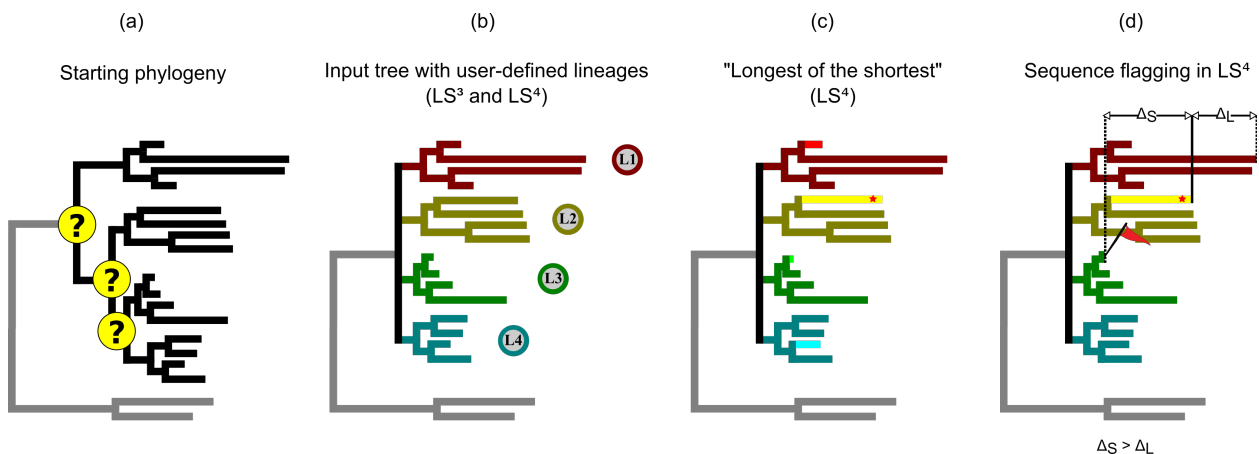 (a)
Starting phylogeny
?
?
?
(b)
Input tree with user-defined lineages
(LS³ and LS⁴)
L1
L2
L3
L4
(c)
"Longest of the shortest"
(LS⁴)
(d)
Sequence flagging in LS⁴
ΔS
ΔL
ΔS > ΔL